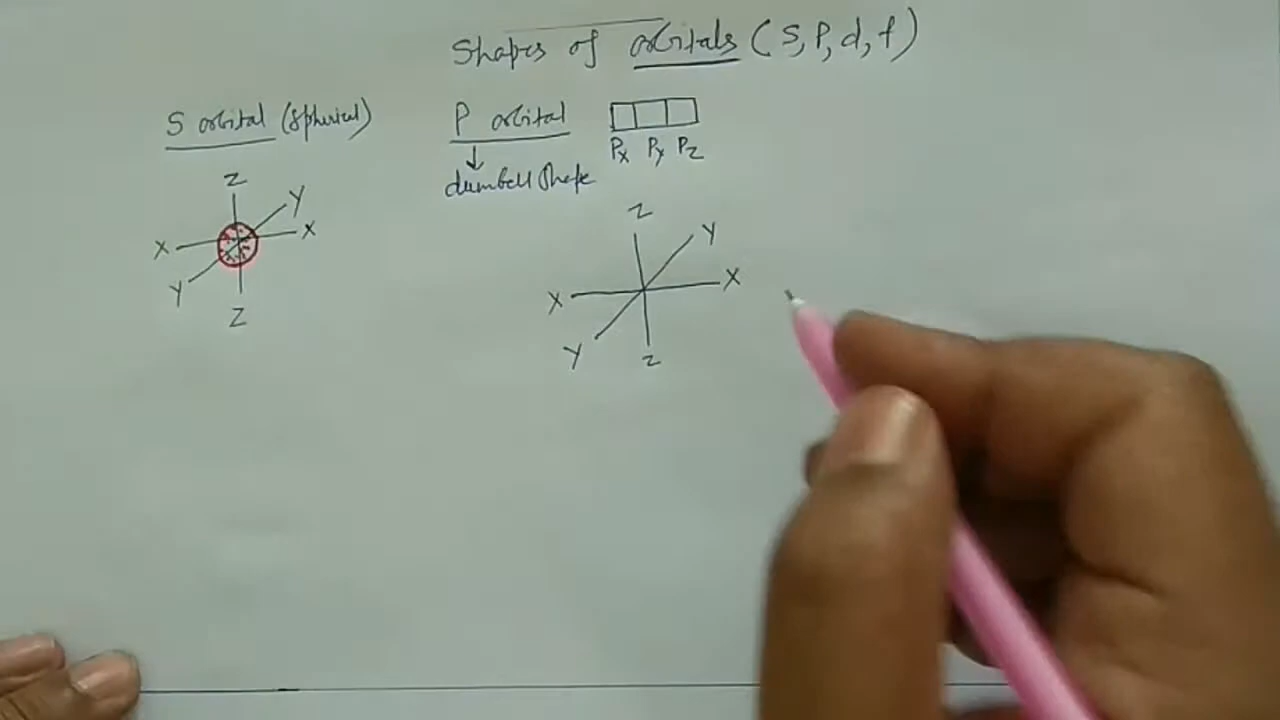 Shapes of orbitals (S, P, d, f)
S orbital (Spherical)
P orbital
Px Py Pz
dumbell Shape
Z
Y
X
X
Y
Z
Z
Y
X
X
Y
Z